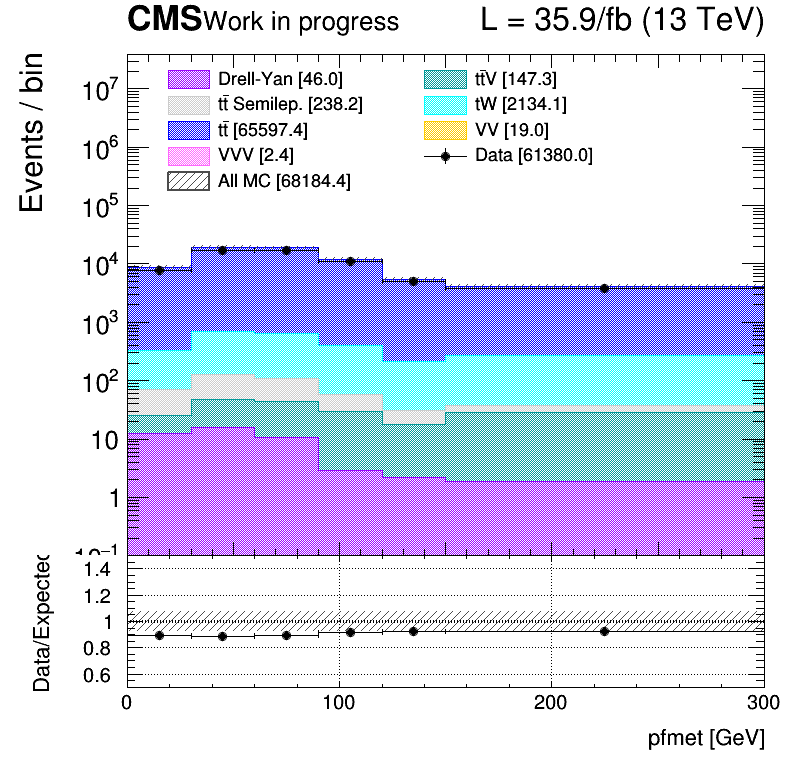 CMS Work in progress L = 35.9/fb (13 TeV)
Events / bin
Drell-Yan [46.0]
tt̄ Semilep. [238.2]
tt̄ [65597.4]
VVV [2.4]
All MC [68184.4]
tt̄V [147.3]
tW [2134.1]
VV [19.0]
Data [61380.0]
10⁷
10⁶
10⁵
10⁴
10³
10²
10
1
10⁻¹
Data/Expected
1.4
1.2
1
0.8
0.6
0 100 200 300
pfmet [GeV]